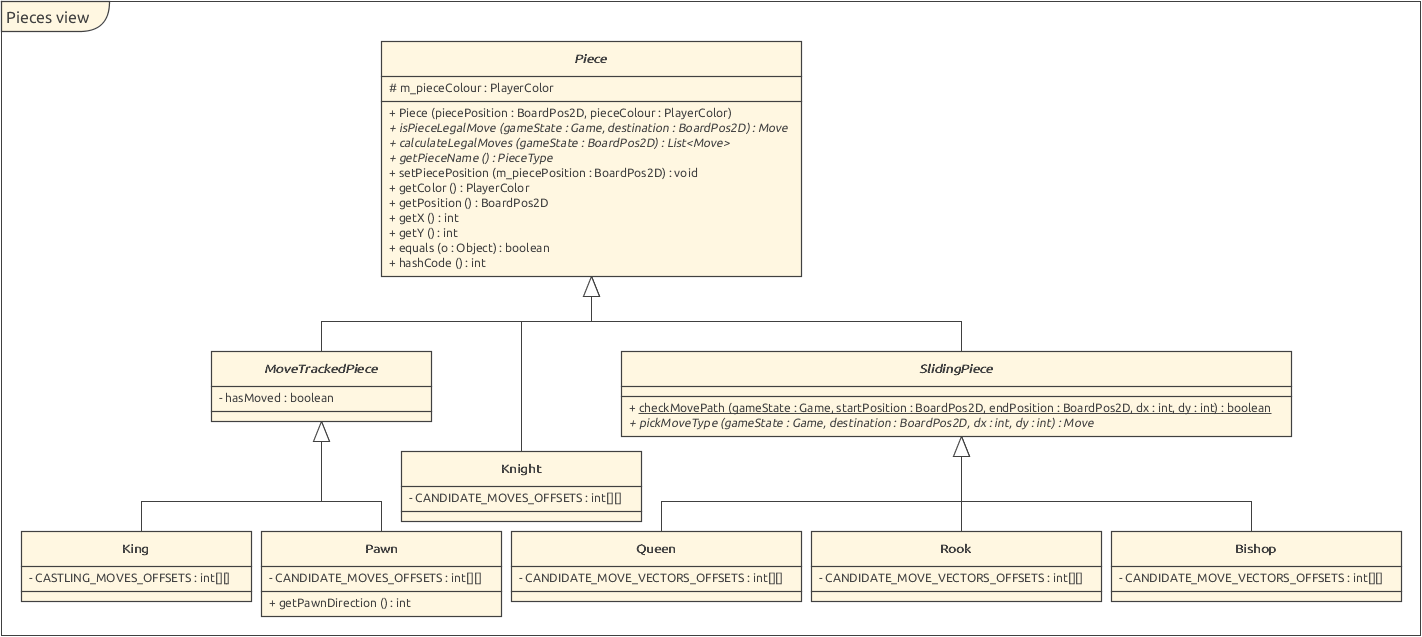 Pieces view
Piece
# m_pieceColour : PlayerColor
+ Piece (piecePosition : BoardPos2D, pieceColour : PlayerColor)
+ isPieceLegalMove (gameState : Game, destination : BoardPos2D) : Move
+ calculateLegalMoves (gameState : BoardPos2D) : List<Move>
+ getPieceName () : PieceType
+ setPiecePosition (m_piecePosition : BoardPos2D) : void
+ getColor () : PlayerColor
+ getPosition () : BoardPos2D
+ getX () : int
+ getY () : int
+ equals (o : Object) : boolean
+ hashCode () : int
MoveTrackedPiece
- hasMoved : boolean
SlidingPiece
+ checkMovePath (gameState : Game, startPosition : BoardPos2D, endPosition : BoardPos2D, dx : int, dy : int) : boolean
+ pickMoveType (gameState : Game, destination : BoardPos2D, dx : int, dy : int) : Move
Knight
- CANDIDATE_MOVES_OFFSETS : int[][]
King
- CASTLING_MOVES_OFFSETS : int[][]
Pawn
- CANDIDATE_MOVES_OFFSETS : int[][]
+ getPawnDirection () : int
Queen
- CANDIDATE_MOVE_VECTORS_OFFSETS : int[][]
Rook
- CANDIDATE_MOVE_VECTORS_OFFSETS : int[][]
Bishop
- CANDIDATE_MOVE_VECTORS_OFFSETS : int[][]